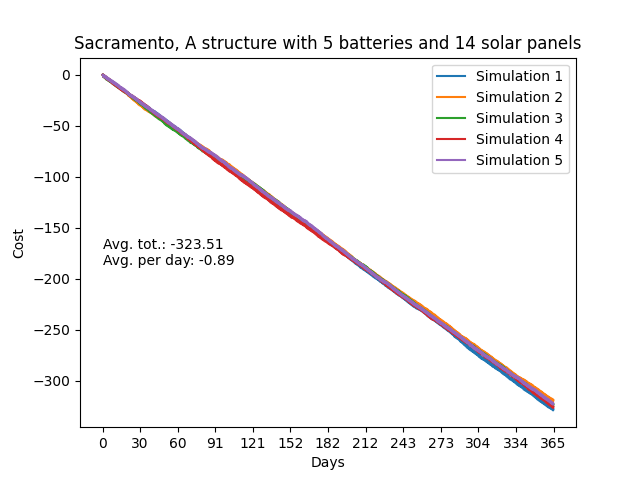 Sacramento, A structure with 5 batteries and 14 solar panels
Simulation 1
Simulation 2
Simulation 3
Simulation 4
Simulation 5
0
−50
−100
−150
−200
−250
−300
Cost
Avg. tot.: -323.51
Avg. per day: -0.89
0 30 60 91 121 152 182 212 243 273 304 334 365
Days